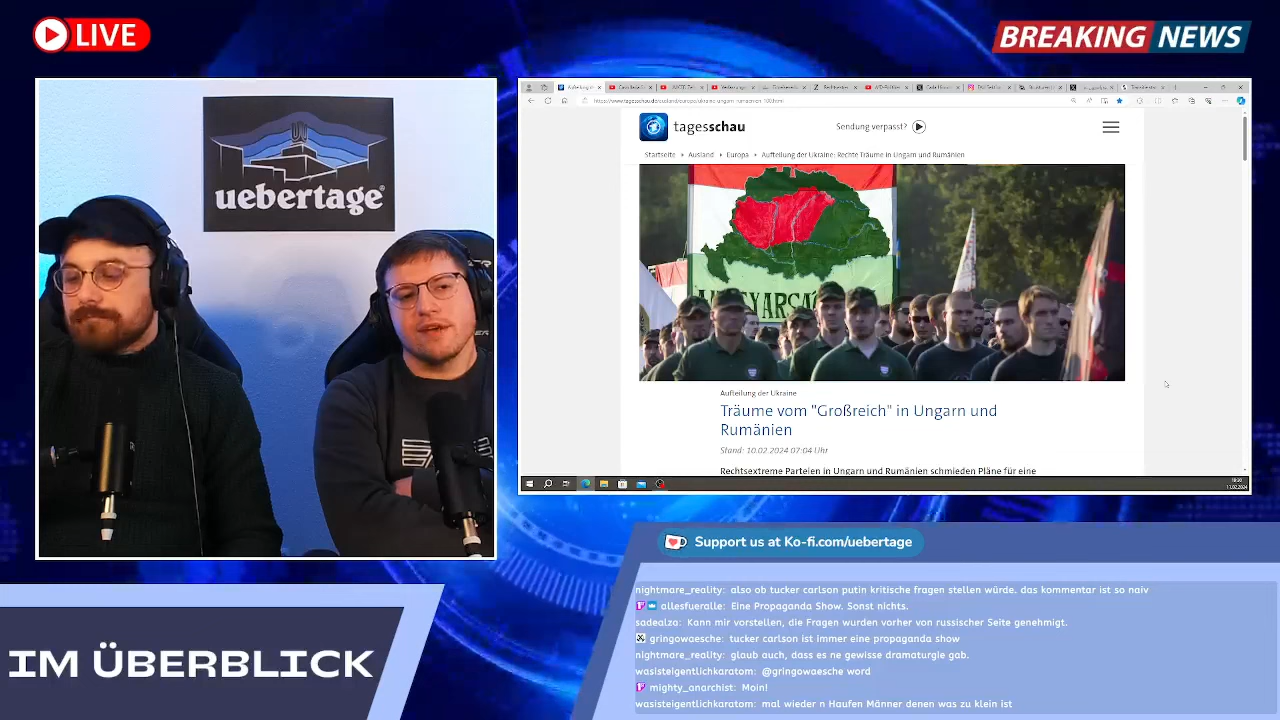 LIVE
BREAKING NEWS
uebertage
tagesschau
Sendung verpasst?
Startseite
Ausland
Europa
Aufteilung der Ukraine: Rechte Träume in Ungarn und Rumänien
Aufteilung der Ukraine
Träume vom "Großreich" in Ungarn und
Rumänien
Stand: 10.02.2024 07:04 Uhr
Rechtsextreme Parteien in Ungarn und Rumänien schmieden Pläne für eine
Support us at Ko-fi.com/uebertage
nightmare_reality: also ob tucker carlson putin kritische fragen stellen würde. das kommentar ist so naiv
allesfueralle: Eine Propaganda Show. Sonst nichts.
sadealza: Kann mir vorstellen, die Fragen wurden vorher von russischer Seite genehmigt.
gringowaesche: tucker carlson ist immer eine propaganda show
nightmare_reality: glaub auch, dass es ne gewisse dramaturgie gab.
wasisteigentlichkaratom: @gringowaesche word
mighty_anarchist: Moin!
wasisteigentlichkaratom: mal wieder n Haufen Männer denen was zu klein ist
IM ÜBERBLICK